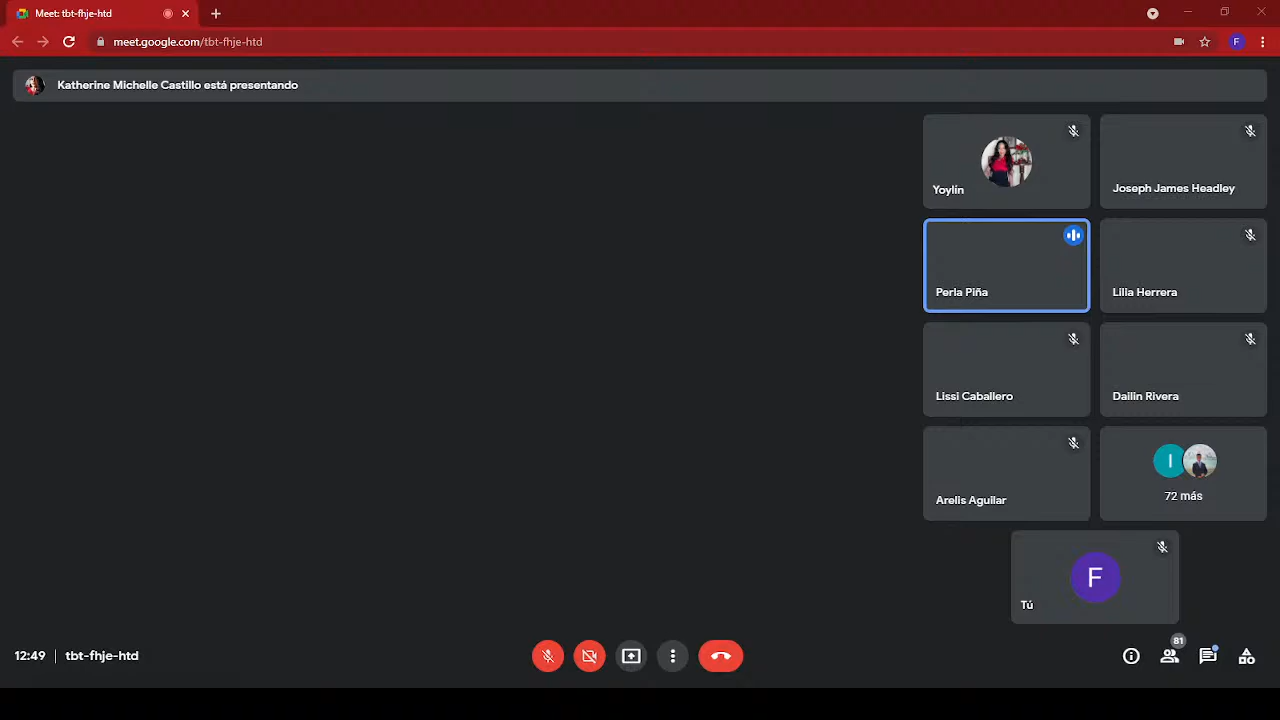 Meet: tbt-fhje-htd
meet.google.com/tbt-fhje-htd
F
Katherine Michelle Castillo está presentando
Yoylin
Joseph James Headley
Perla Piña
Lilia Herrera
Lissi Caballero
Dailin Rivera
Arelis Aguilar
I
72 más
F
Tú
12:49
tbt-fhje-htd
81